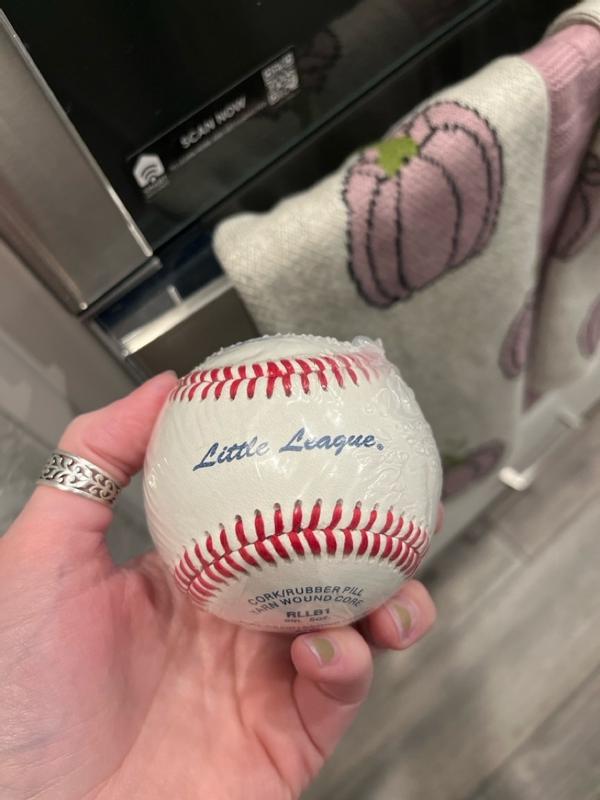 SCAN NOW
Little League®
CORK/RUBBER PILL
YARN WOUND CORE
RLLB1